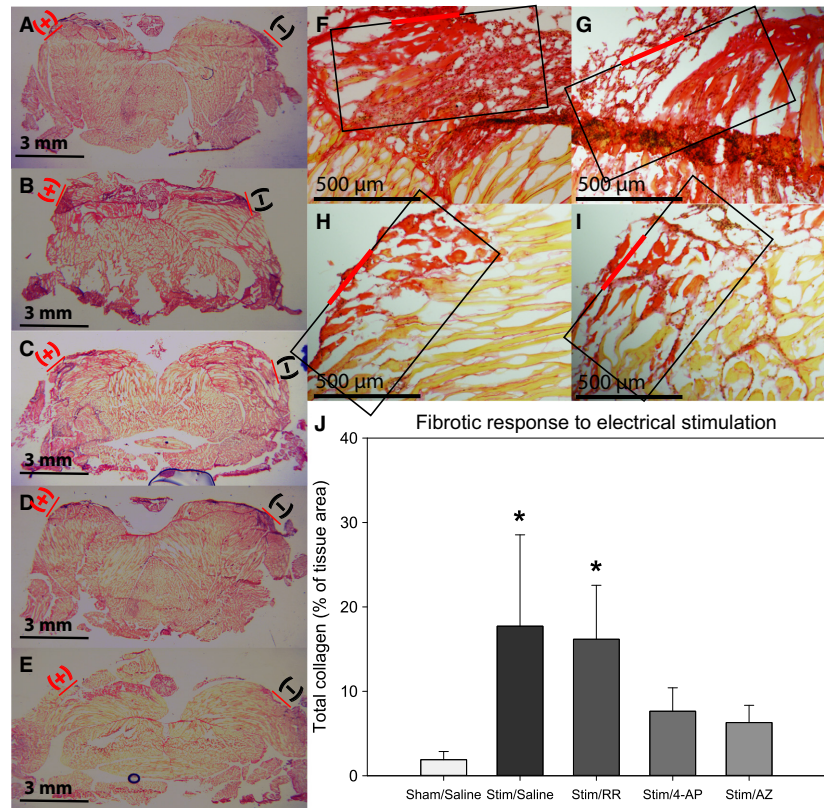 A (+) (−)
3 mm
B (+) (−)
3 mm
C (+) (−)
3 mm
D (+) (−)
3 mm
E (+) (−)
3 mm
F
500 µm
G
500 µm
H
500 µm
I
500 µm
J Fibrotic response to electrical stimulation
Total collagen (% of tissue area)
40
30
20
10
0
* *
Sham/Saline Stim/Saline Stim/RR Stim/4-AP Stim/AZ